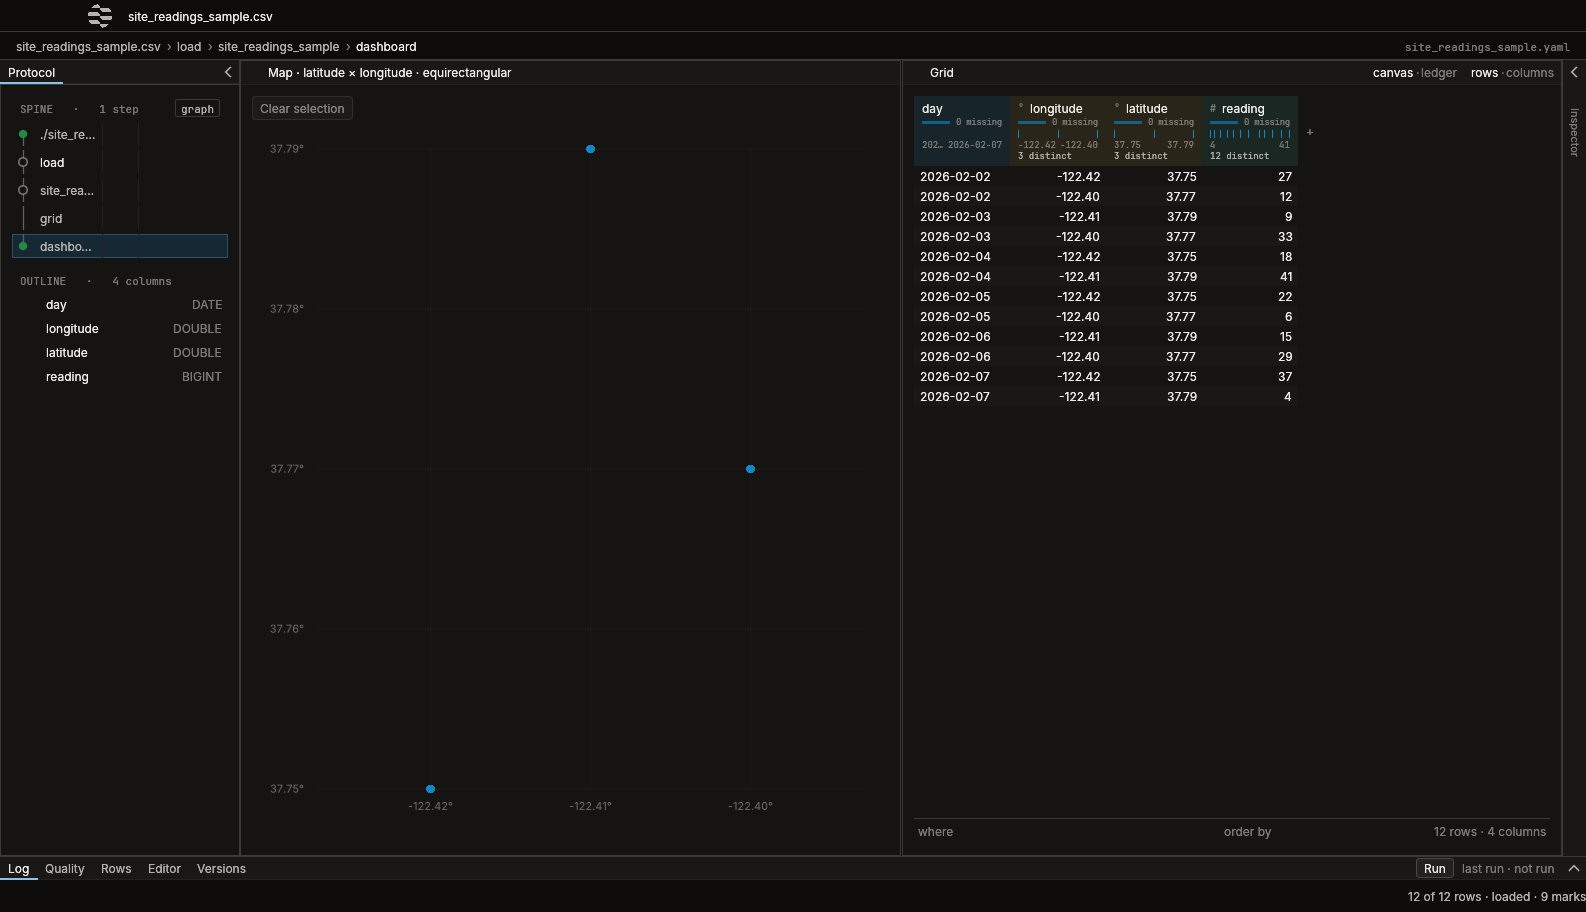 site_readings_sample.csv
site_readings_sample.csv › load › site_readings_sample › dashboard
site_readings_sample.yaml
Protocol
SPINE · 1 step graph
./site_re...
load
site_rea...
grid
dashbo...
OUTLINE · 4 columns
day DATE
longitude DOUBLE
latitude DOUBLE
reading BIGINT
Map · latitude × longitude · equirectangular
Clear selection
37.79°
37.78°
37.77°
37.76°
37.75°
-122.42° -122.41° -122.40°
Grid
canvas · ledger rows · columns
day ° longitude ° latitude # reading
0 missing 0 missing 0 missing 0 missing
202… 2026-02-07 -122.42 -122.40 37.75 37.79 4 41
3 distinct 3 distinct 12 distinct
+
2026-02-02 -122.42 37.75 27
2026-02-02 -122.40 37.77 12
2026-02-03 -122.41 37.79 9
2026-02-03 -122.40 37.77 33
2026-02-04 -122.42 37.75 18
2026-02-04 -122.41 37.79 41
2026-02-05 -122.42 37.75 22
2026-02-05 -122.40 37.77 6
2026-02-06 -122.41 37.79 15
2026-02-06 -122.40 37.77 29
2026-02-07 -122.42 37.75 37
2026-02-07 -122.41 37.79 4
where order by 12 rows · 4 columns
Inspector
Log Quality Rows Editor Versions
Run last run · not run
12 of 12 rows · loaded · 9 marks